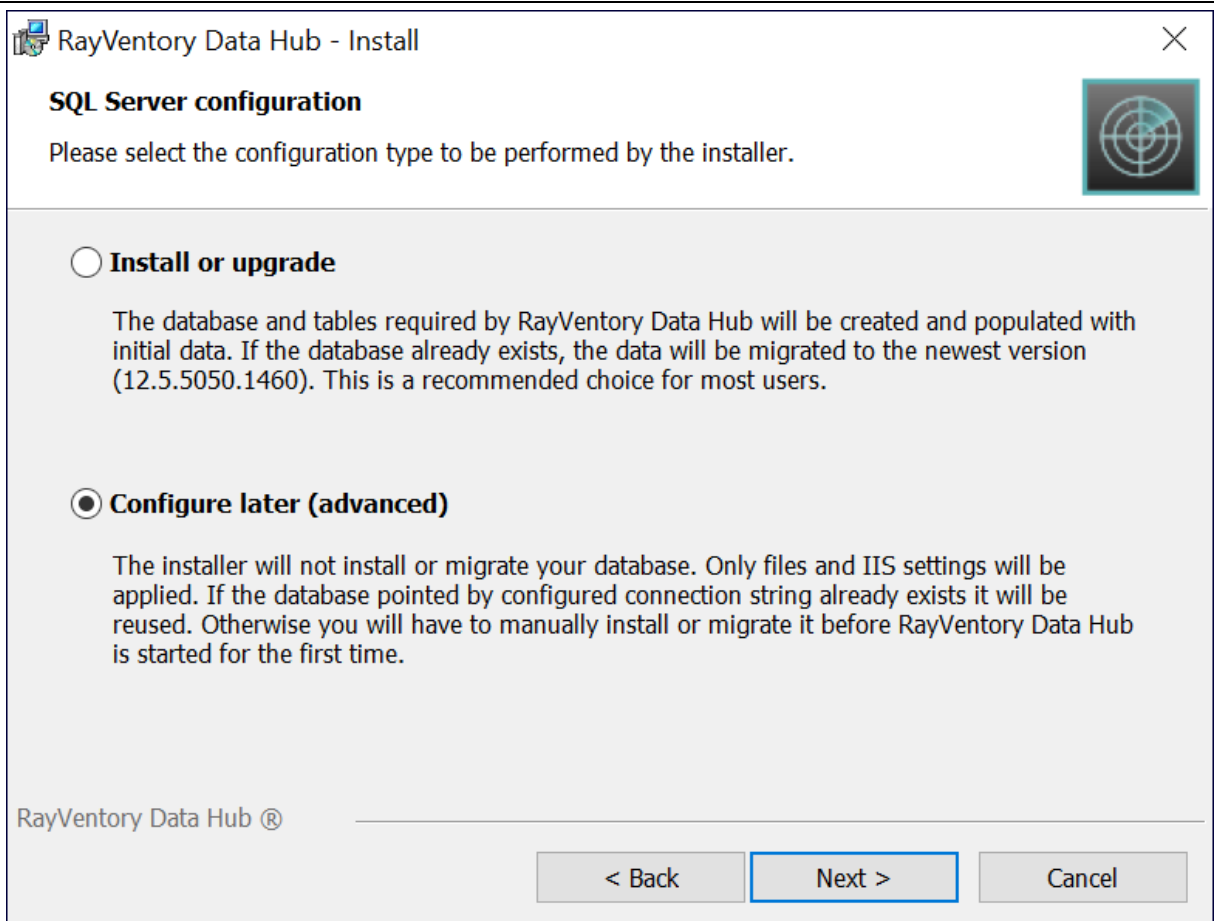 RayVentory Data Hub - Install
SQL Server configuration
Please select the configuration type to be performed by the installer.
Install or upgrade
The database and tables required by RayVentory Data Hub will be created and populated with
initial data. If the database already exists, the data will be migrated to the newest version
(12.5.5050.1460). This is a recommended choice for most users.
Configure later (advanced)
The installer will not install or migrate your database. Only files and IIS settings will be
applied. If the database pointed by configured connection string already exists it will be
reused. Otherwise you will have to manually install or migrate it before RayVentory Data Hub
is started for the first time.
RayVentory Data Hub ®
< Back Next > Cancel